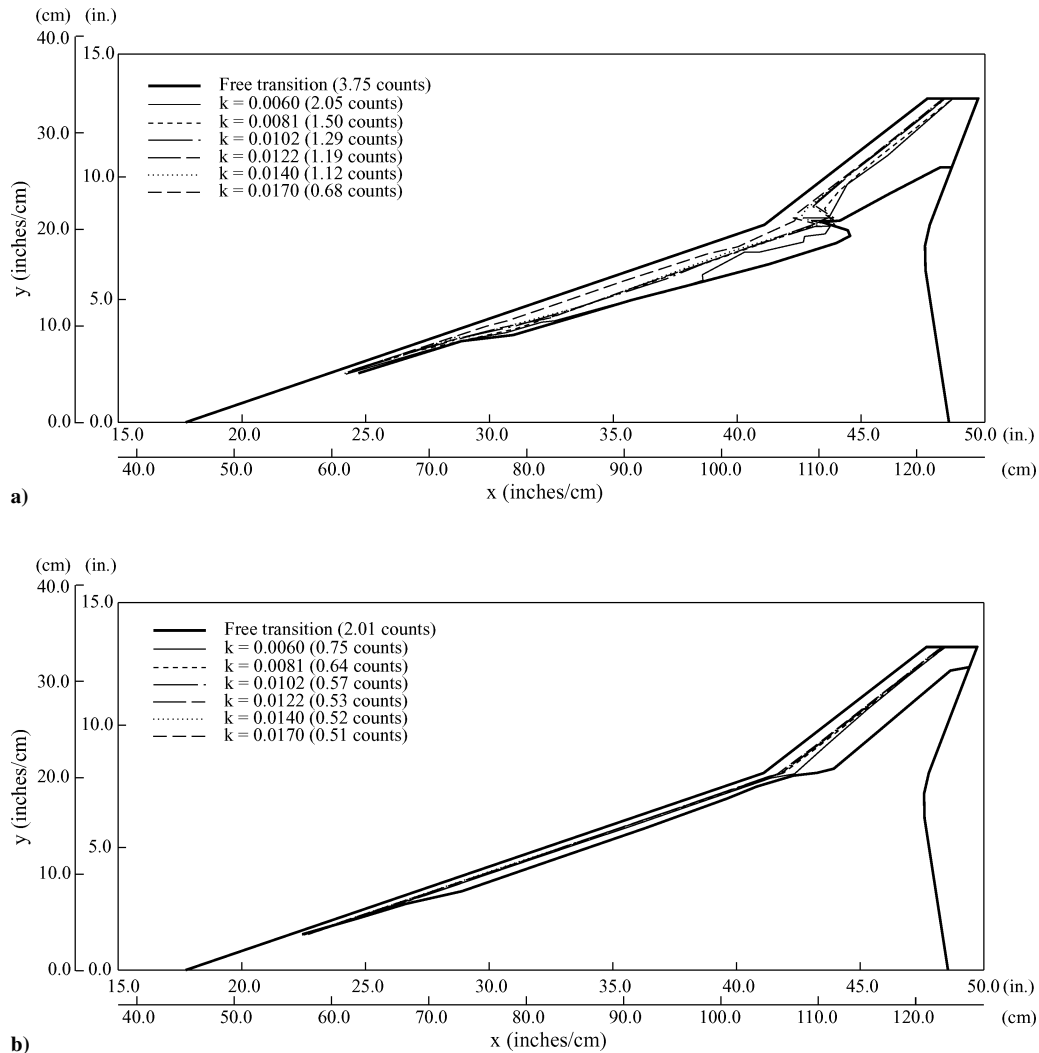 (cm) (in.)
40.0
15.0
Free transition (3.75 counts)
k = 0.0060 (2.05 counts)
k = 0.0081 (1.50 counts)
k = 0.0102 (1.29 counts)
k = 0.0122 (1.19 counts)
k = 0.0140 (1.12 counts)
k = 0.0170 (0.68 counts)
30.0
10.0
20.0
y (inches/cm)
5.0
10.0
0.0 0.0
15.0 20.0 25.0 30.0 35.0 40.0 45.0 50.0 (in.)
40.0 50.0 60.0 70.0 80.0 90.0 100.0 110.0 120.0 (cm)
x (inches/cm)
a)
(cm) (in.)
40.0
15.0
Free transition (2.01 counts)
k = 0.0060 (0.75 counts)
k = 0.0081 (0.64 counts)
k = 0.0102 (0.57 counts)
k = 0.0122 (0.53 counts)
k = 0.0140 (0.52 counts)
k = 0.0170 (0.51 counts)
30.0
10.0
20.0
y (inches/cm)
5.0
10.0
0.0 0.0
15.0 20.0 25.0 30.0 35.0 40.0 45.0 50.0 (in.)
40.0 50.0 60.0 70.0 80.0 90.0 100.0 110.0 120.0 (cm)
x (inches/cm)
b)